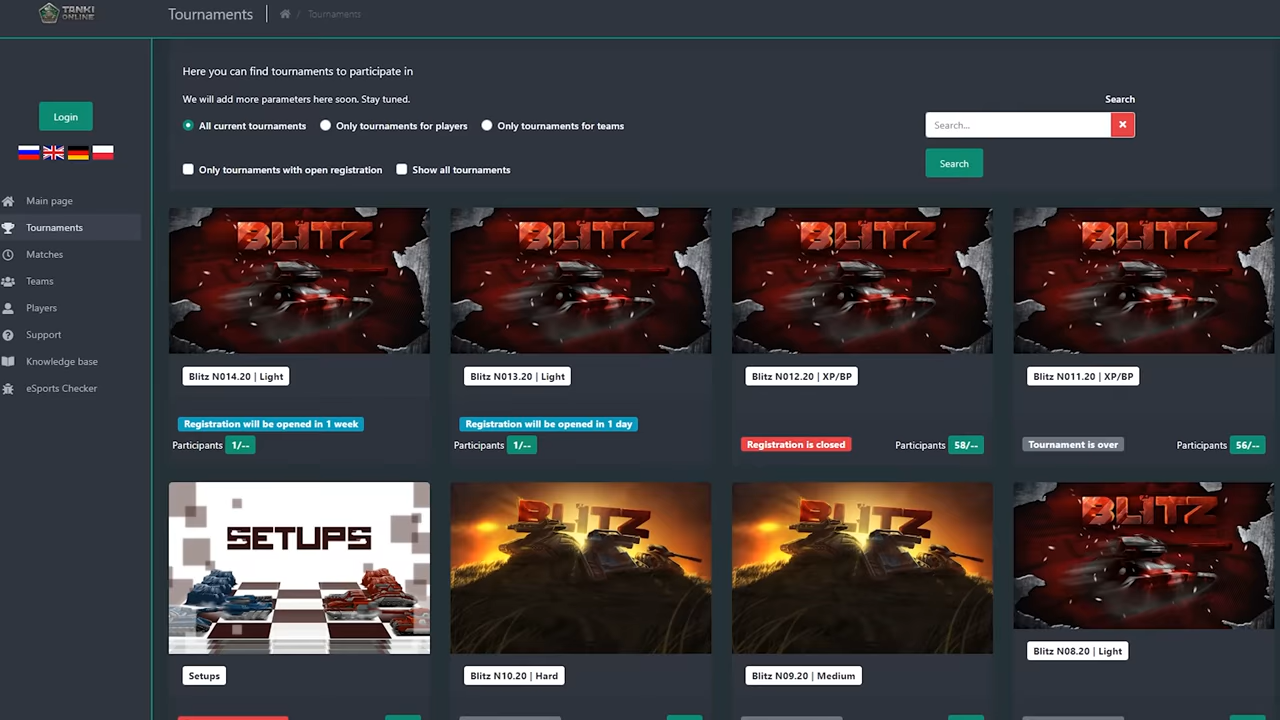 TANKI ONLINE
Tournaments
/ Tournaments
Here you can find tournaments to participate in
We will add more parameters here soon. Stay tuned.
Search
All current tournaments
Only tournaments for players
Only tournaments for teams
Search...
Login
Search
Only tournaments with open registration
Show all tournaments
Main page
Tournaments
Matches
Teams
Players
Support
Knowledge base
eSports Checker
BLITZ
BLITZ
BLITZ
BLITZ
Blitz N014.20 | Light
Blitz N013.20 | Light
Blitz N012.20 | XP/BP
Blitz N011.20 | XP/BP
Registration will be opened in 1 week
Registration will be opened in 1 day
Participants 1/--
Participants 1/--
Registration is closed
Participants 58/--
Tournament is over
Participants 56/--
SETUPS
BLITZ
BLITZ
BLITZ
Setups
Blitz N10.20 | Hard
Blitz N09.20 | Medium
Blitz N08.20 | Light